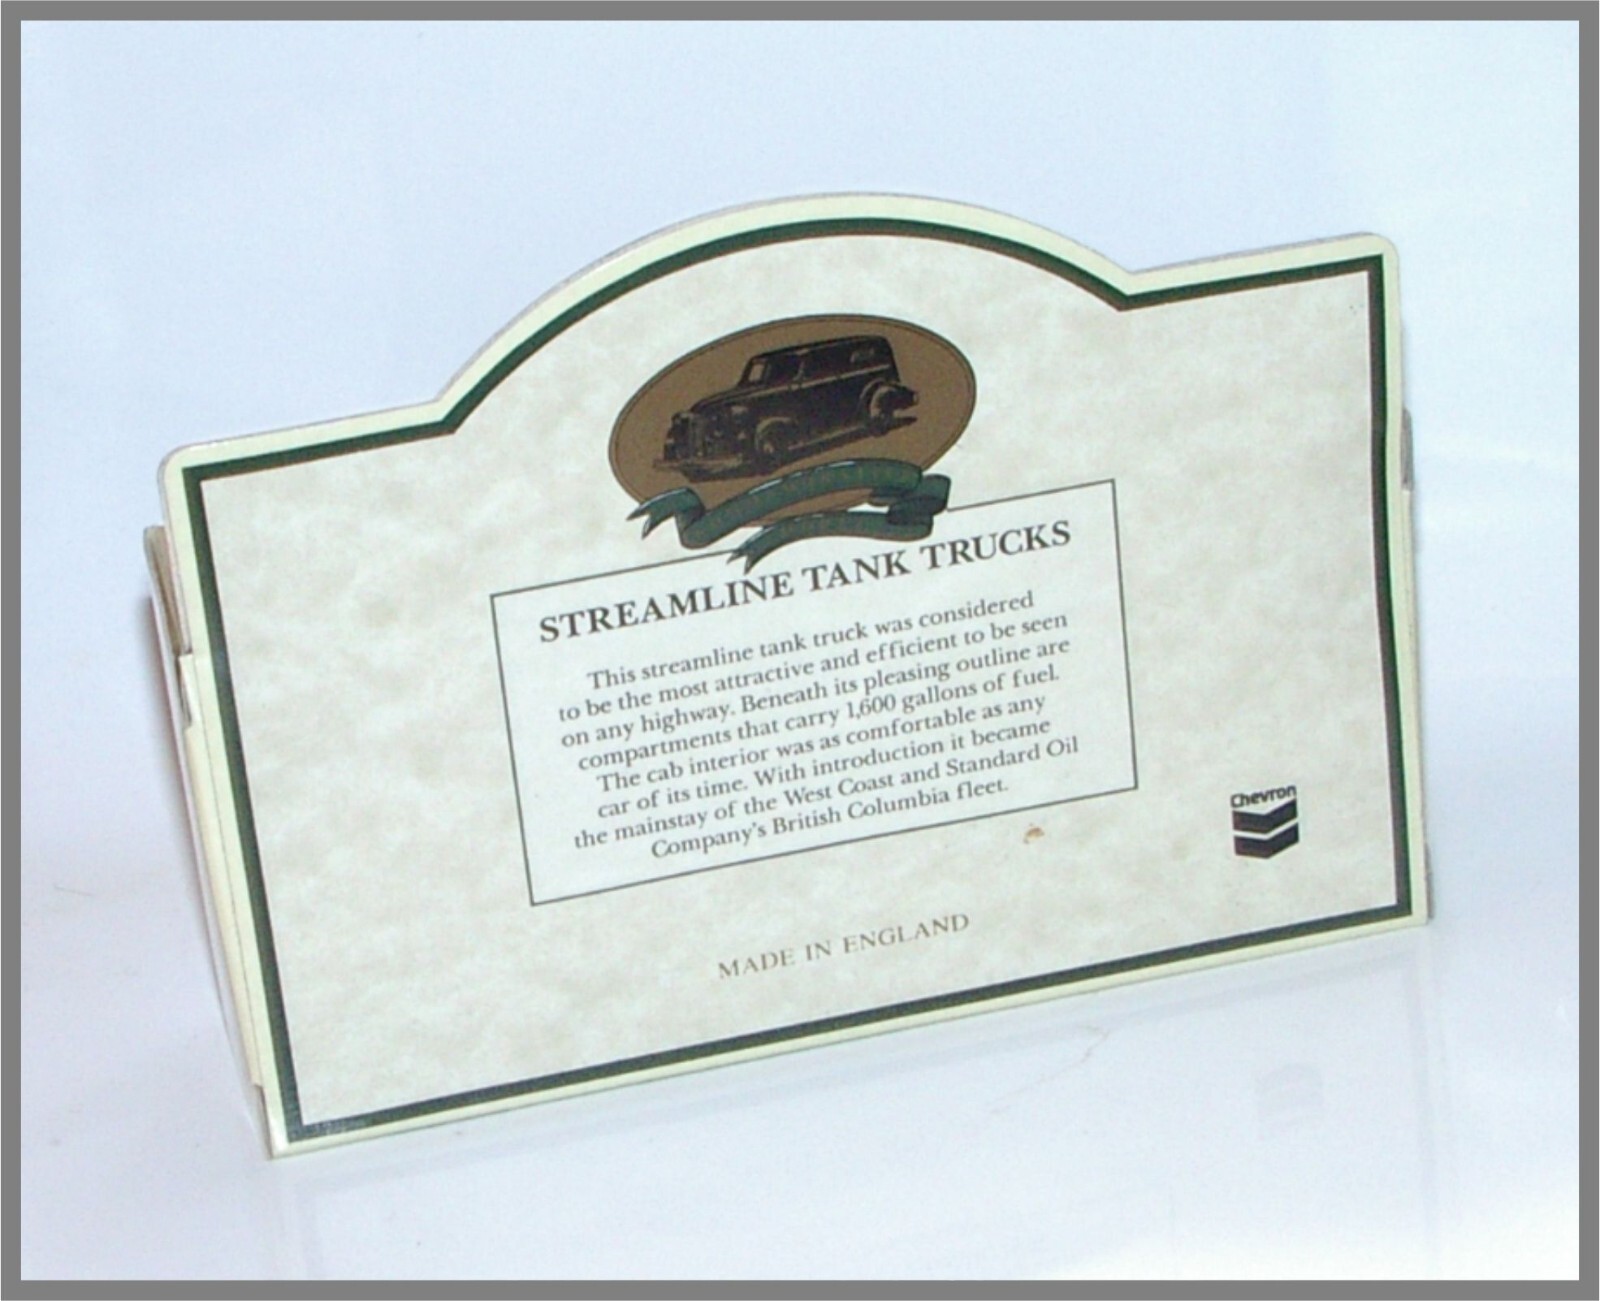 STREAMLINE TANK TRUCKS
This streamline tank truck was considered
to be the most attractive and efficient to be seen
on any highway. Beneath its pleasing outline are
compartments that carry 1,600 gallons of fuel.
The cab interior was as comfortable as any
car of its time. With introduction it became
the mainstay of the West Coast and Standard Oil
Company's British Columbia fleet.
Chevron
MADE IN ENGLAND